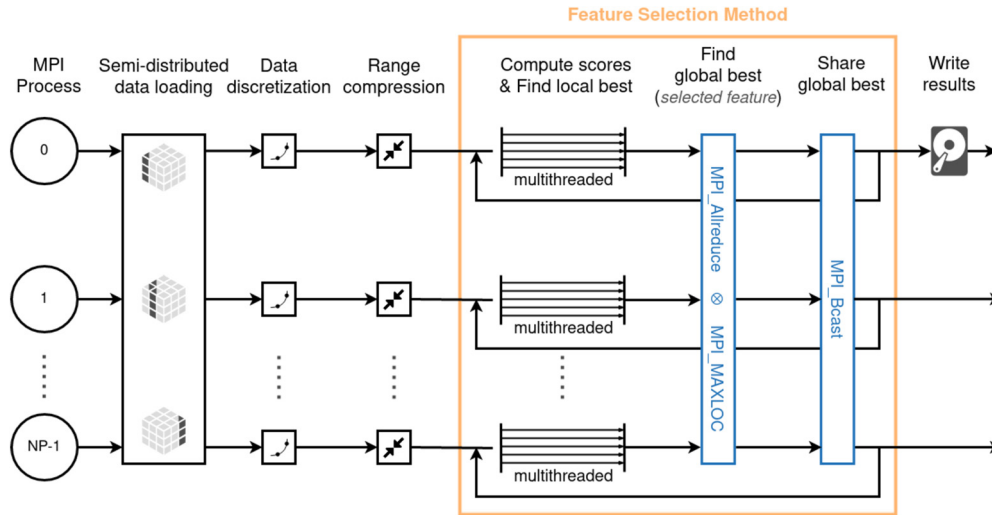 Feature Selection Method
MPI
Process
Semi-distributed
data loading
Data
discretization
Range
compression
Compute scores
& Find local best
Find
global best
(selected feature)
Share
global best
Write
results
0
multithreaded
1
multithreaded
NP-1
multithreaded
MPI_Allreduce ⊗ MPI_MAXLOC
MPI_Bcast